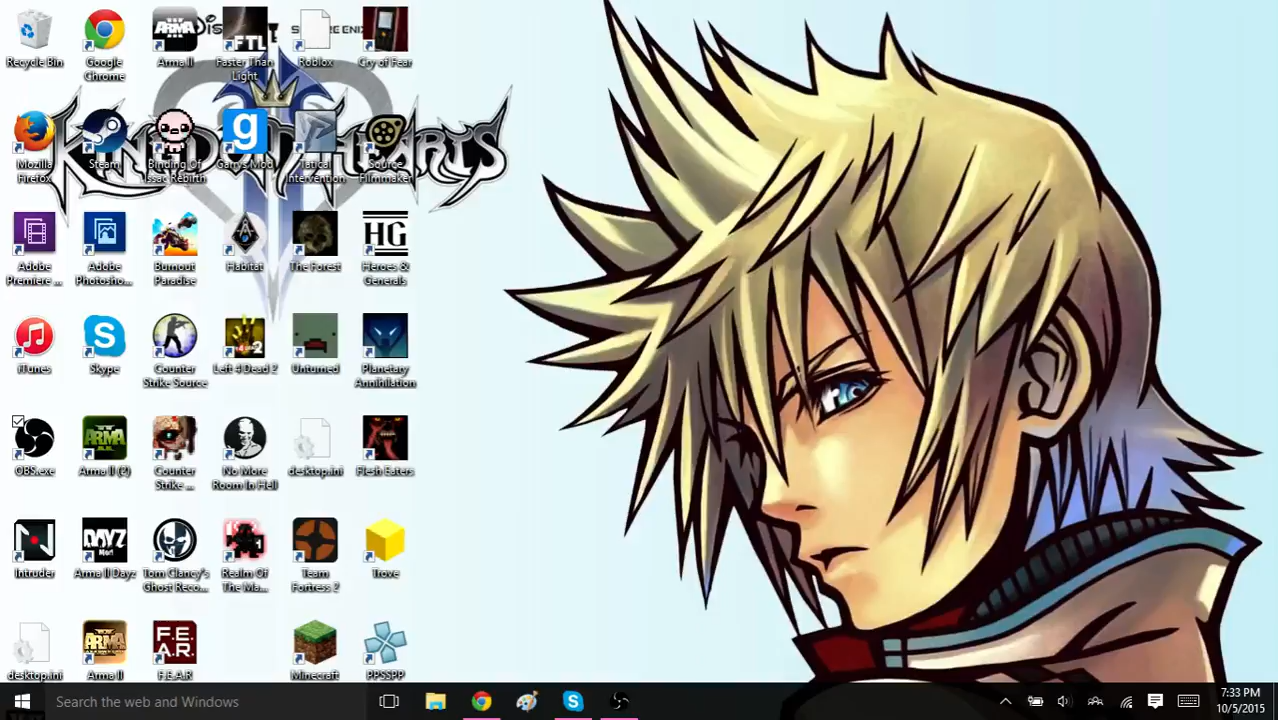 Recycle Bin
Google
Chrome
Arma II
Faster Than
Light
Roblox
Cry of Fear
Mozilla
Firefox
Steam
Binding Of
Issac Rebirth
Garrys Mod
Tatical
Intervention
Source
Filmmaker
KINGDOM HEARTS
Adobe
Premiere ...
Adobe
Photosho...
Burnout
Paradise
Habitat
The Forest
Heroes &
Generals
iTunes
Skype
Counter
Strike Source
Left 4 Dead 2
Unturned
Planetary
Annihilation
OBS.exe
Arma II (2)
Counter
Strike ...
No More
Room In Hell
desktop.ini
Flesh Eaters
Intruder
Arma II Dayz
Tom Clancy's
Ghost Reco...
Realm Of
The Ma...
Team
Fortress 2
Trove
desktop.ini
Arma II
F.E.A.R
Minecraft
PPSSPP
Search the web and Windows
7:33 PM
10/5/2015